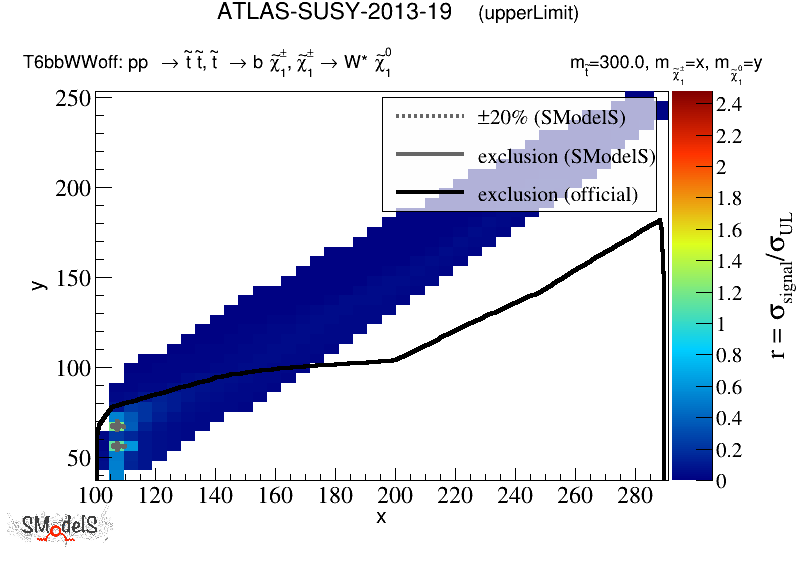 ATLAS-SUSY-2013-19 (upperLimit)
T6bbWWoff: pp → t̃ t̃, t̃ → b χ̃₁±, χ̃₁± → W* χ̃₁⁰
m_t̃=300.0, m_χ̃₁±=x, m_χ̃₁⁰=y
±20% (SModelS)
exclusion (SModelS)
exclusion (official)
250
200
150
100
50
y
100 120 140 160 180 200 220 240 260 280
x
2.4
2.2
2
1.8
1.6
1.4
1.2
1
0.8
0.6
0.4
0.2
0
r = σ_signal/σ_UL
SModelS